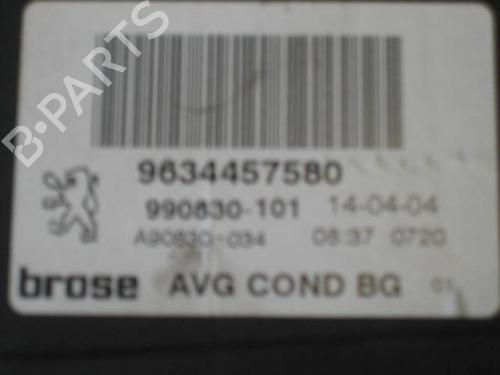 B-PARTS
9634457580
990830-101 14-04-04
A90830-034 08:37 0720
brose AVG COND BG 01